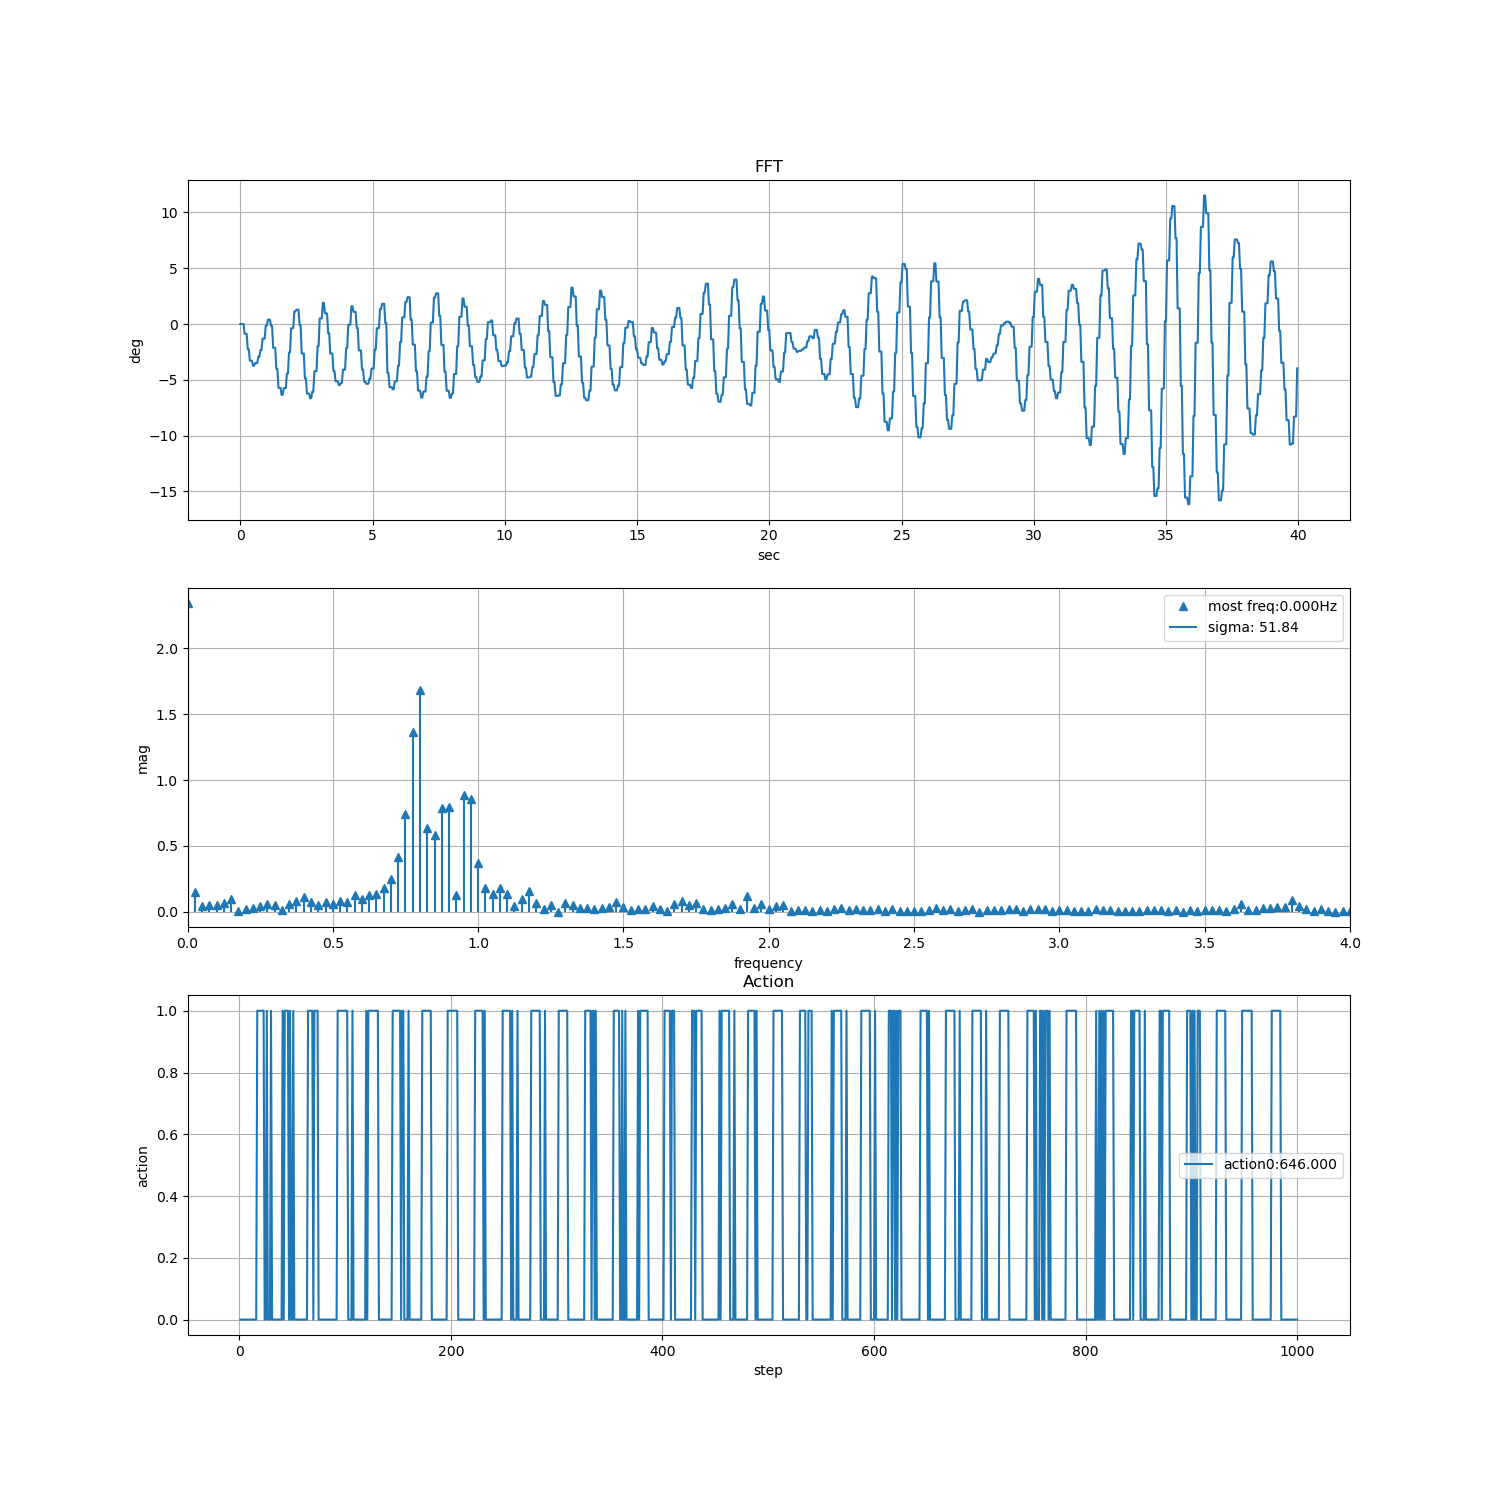 FFT
10
5
0
−5
−10
−15
deg
0 5 10 15 20 25 30 35 40
sec
most freq:0.000Hz
sigma: 51.84
2.0
1.5
1.0
0.5
0.0
mag
0.0 0.5 1.0 1.5 2.0 2.5 3.0 3.5 4.0
frequency
Action
1.0
0.8
0.6
0.4
0.2
0.0
action
action0:646.000
0 200 400 600 800 1000
step